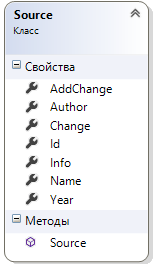 Source
Класс
Свойства
AddChange
Author
Change
Id
Info
Name
Year
Методы
Source